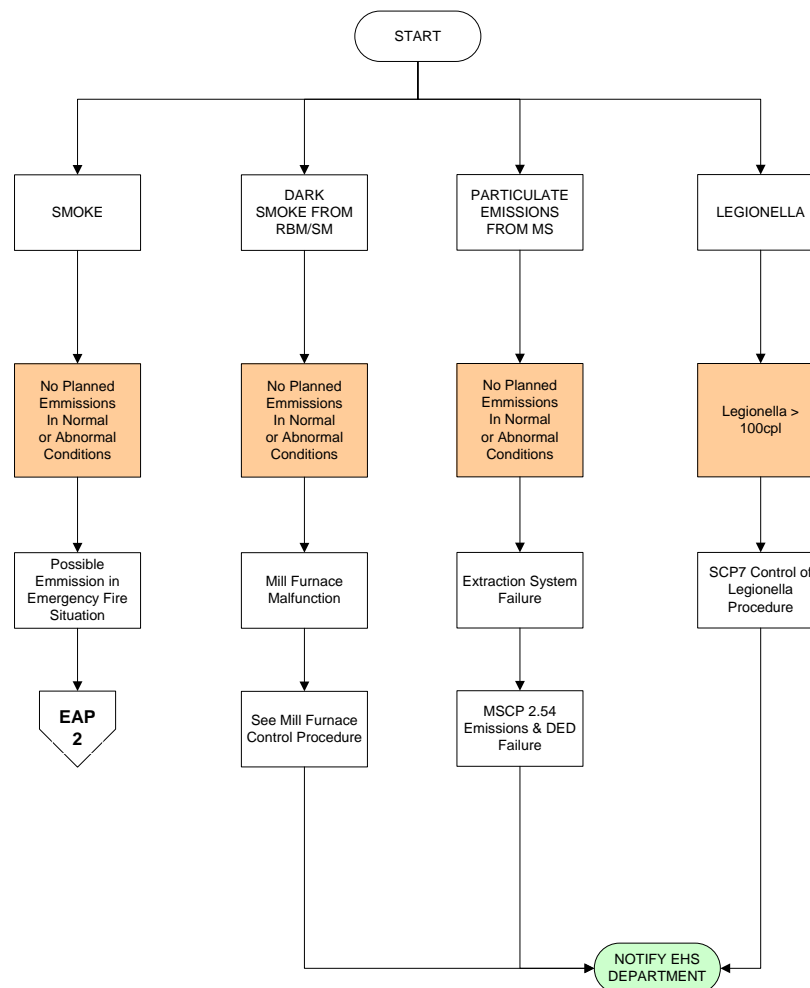 START
SMOKE
DARK
SMOKE FROM
RBM/SM
PARTICULATE
EMISSIONS
FROM MS
LEGIONELLA
No Planned
Emmissions
In Normal
or Abnormal
Conditions
No Planned
Emmissions
In Normal
or Abnormal
Conditions
No Planned
Emmissions
In Normal
or Abnormal
Conditions
Legionella >
100cpl
Possible
Emmission in
Emergency Fire
Situation
Mill Furnace
Malfunction
Extraction System
Failure
SCP7 Control of
Legionella
Procedure
EAP
2
See Mill Furnace
Control Procedure
MSCP 2.54
Emissions & DED
Failure
NOTIFY EHS
DEPARTMENT